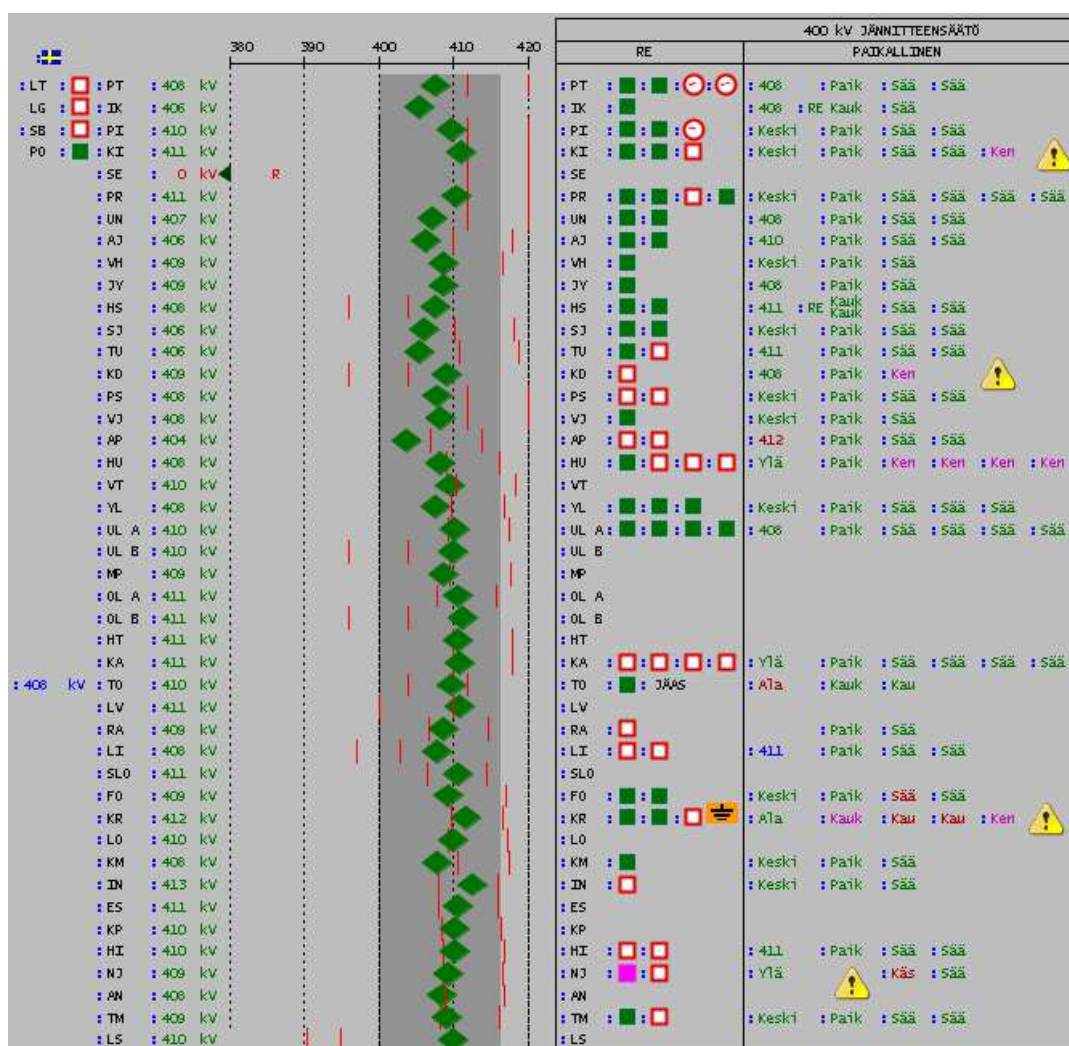 400 kV JÄNNITTEENSÄÄTÖ
380 390 400 410 420 RE PAIKALLINEN
:LT : :PT :408 kV :PT : : : :408 :Paik :Sää :Sää
LG :IK :406 kV :IK : :408 :RE Kauk :Sää
:SB : :PI :410 kV :PI : : : :Keski :Paik :Sää :Sää
PO : :KI :411 kV :KI : : : :Keski :Paik :Sää :Sää :Ken
:SE : 0 kV R :SE
:PR :411 kV :PR : : : : :Keski :Paik :Sää :Sää :Sää :Sää
:UN :407 kV :UN : : :408 :Paik :Sää :Sää
:AJ :406 kV :AJ : : :410 :Paik :Sää :Sää
:VH :409 kV :VH : :Keski :Paik :Sää
:JY :409 kV :JY : :408 :Paik :Sää
:HS :408 kV :HS : : :411 :RE Kauk Kauk :Sää :Sää
:SJ :406 kV :SJ : : :Keski :Paik :Sää :Sää
:TU :406 kV :TU : : :411 :Paik :Sää :Sää
:KD :409 kV :KD : :408 :Paik :Ken
:PS :408 kV :PS : : :Keski :Paik :Sää :Sää
:VJ :408 kV :VJ : :Keski :Paik :Sää
:AP :404 kV :AP : : :412 :Paik :Sää :Sää
:HU :408 kV :HU : : : : :Ylä :Paik :Ken :Ken :Ken :Ken
:VT :410 kV :VT
:YL :408 kV :YL : : : :Keski :Paik :Sää :Sää :Sää
:UL A :410 kV :UL A: : : : :408 :Paik :Sää :Sää :Sää :Sää
:UL B :410 kV :UL B
:MP :409 kV :MP
:OL A :411 kV :OL A
:OL B :411 kV :OL B
:HT :411 kV :HT
:KA :411 kV :KA : : : : :Ylä :Paik :Sää :Sää :Sää :Sää
:408 kV :TO :410 kV :TO : : JÄAS :Ala :Kauk :Kau
:LV :411 kV :LV
:RA :409 kV :RA : :Paik :Sää
:LI :408 kV :LI : : :411 :Paik :Sää :Sää
:SLO :411 kV :SLO
:FO :409 kV :FO : : :Keski :Paik :Sää :Sää
:KR :412 kV :KR : : : :Ala :Kauk :Kau :Kau :Ken
:LO :410 kV :LO
:KM :408 kV :KM : :Keski :Paik :Sää
:IN :413 kV :IN : :Keski :Paik :Sää
:ES :411 kV :ES
:KP :410 kV :KP
:HI :410 kV :HI : : :411 :Paik :Sää :Sää
:NJ :409 kV :NJ : : :Ylä :Käs :Sää
:AN :408 kV :AN
:TM :409 kV :TM : : :Keski :Paik :Sää :Sää
:LS :410 kV :LS